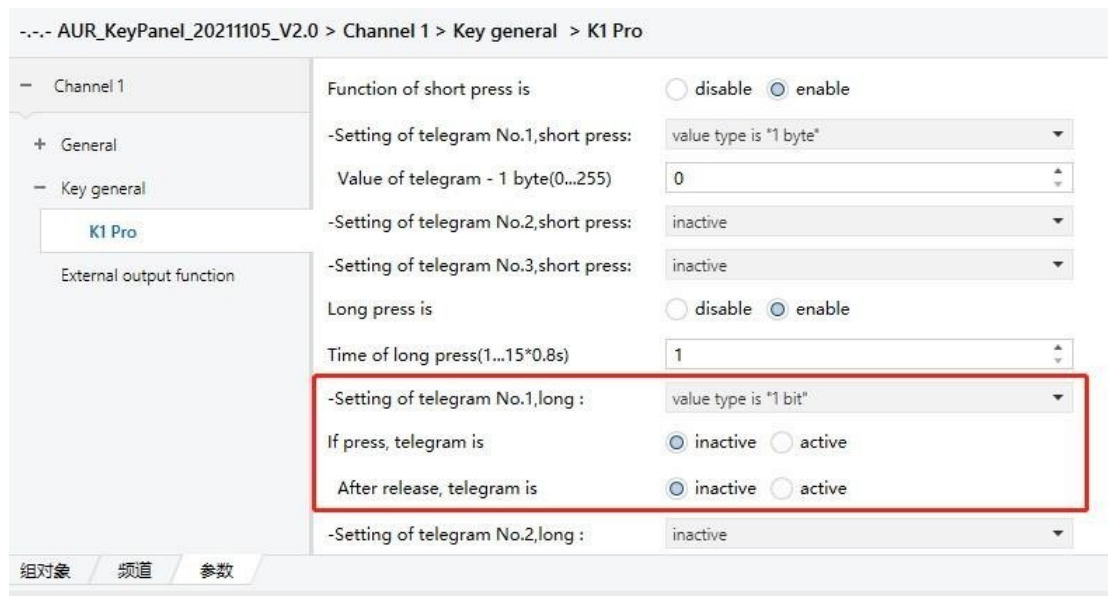 -.-.- AUR_KeyPanel_20211105_V2.0 > Channel 1 > Key general > K1 Pro
− Channel 1
+ General
− Key general
K1 Pro
External output function
Function of short press is disable enable
-Setting of telegram No.1,short press: value type is "1 byte"
Value of telegram - 1 byte(0...255) 0
-Setting of telegram No.2,short press: inactive
-Setting of telegram No.3,short press: inactive
Long press is disable enable
Time of long press(1...15*0.8s) 1
-Setting of telegram No.1,long : value type is "1 bit"
If press, telegram is inactive active
After release, telegram is inactive active
-Setting of telegram No.2,long : inactive
组对象 频道 参数